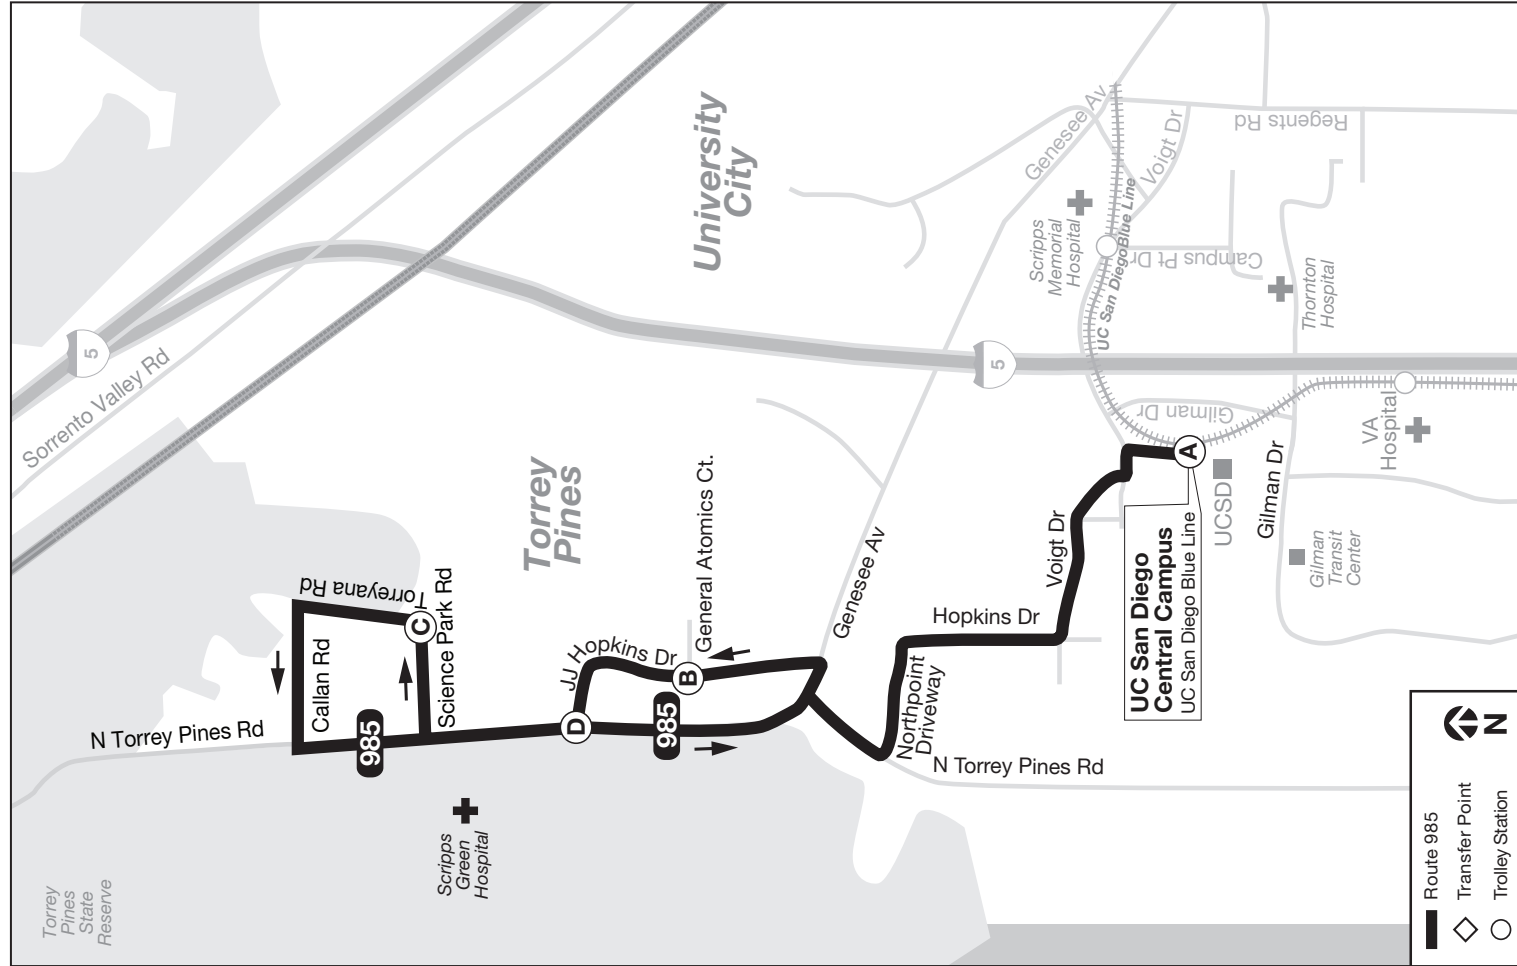 Torrey
Pines
State
Reserve
5
Sorrento Valley Rd
N Torrey Pines Rd
Callan Rd
Torreyana Rd
C
Science Park Rd
985
Scripps
Green
Hospital
Torrey
Pines
JJ Hopkins Dr
D
B
985
General Atomics Ct.
University
City
Genesee Av
Northpoint
Driveway
N Torrey Pines Rd
Hopkins Dr
Voigt Dr
5
Genesee Av
Scripps
Memorial
Hospital
UC San Diego Blue Line
Voigt Dr
Campus Pt Dr
Regents Rd
Thornton
Hospital
Gilman Dr
A
UC San Diego
Central Campus
UC San Diego Blue Line
UCSD
Gilman Dr
Gilman
Transit
Center
VA
Hospital
Route 985
Transfer Point
Trolley Station
N